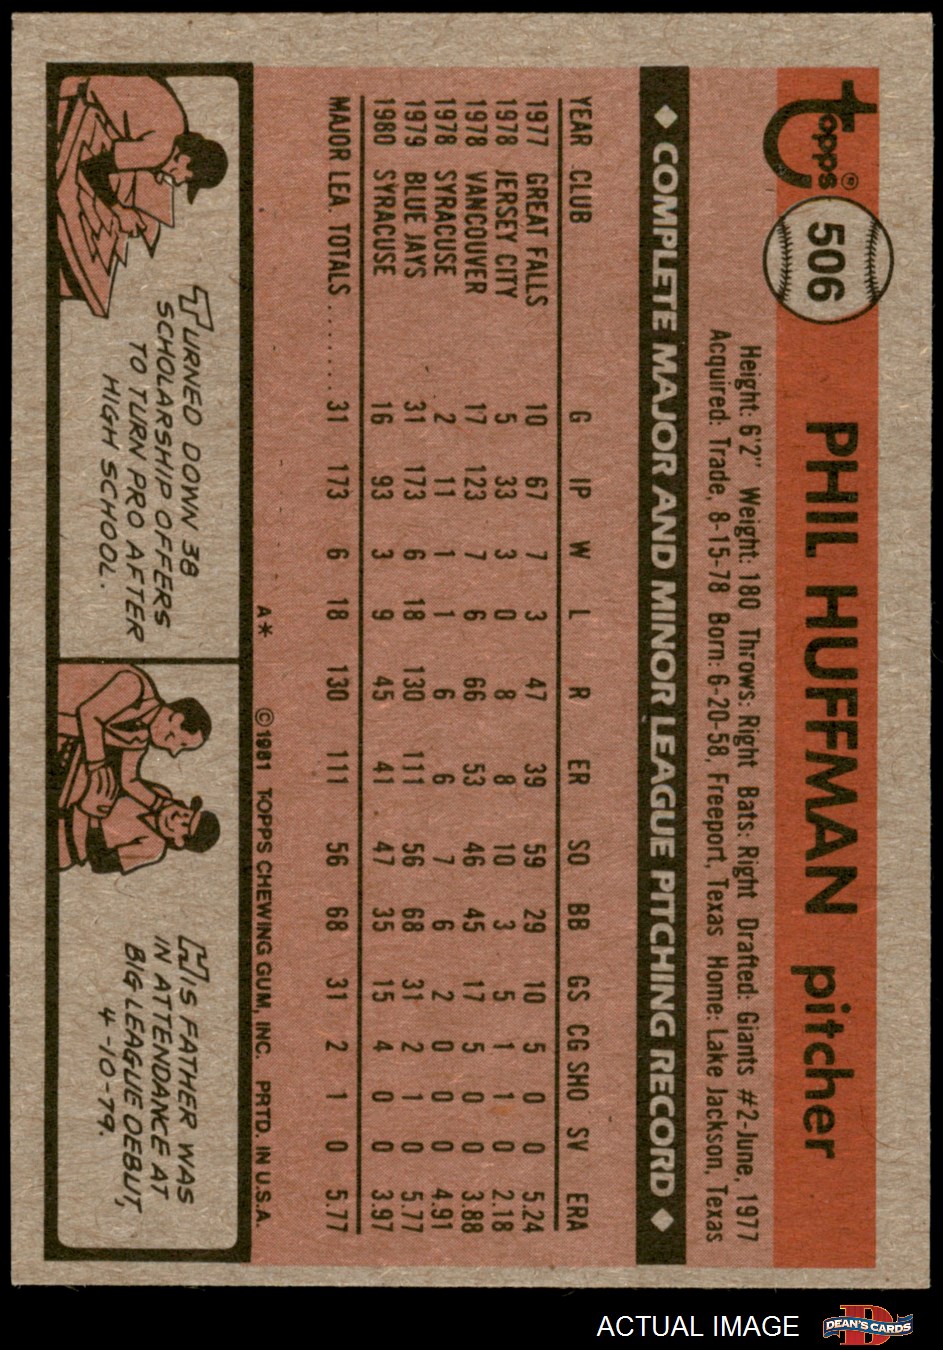 Topps®
506
PHIL HUFFMAN pitcher
Height: 6'2" Weight: 180 Throws: Right Bats: Right Drafted: Giants #2-June, 1977
Acquired: Trade, 8-15-78 Born: 6-20-58, Freeport, Texas Home: Lake Jackson, Texas
◆ COMPLETE MAJOR AND MINOR LEAGUE PITCHING RECORD ◆
YEAR CLUB G IP W L R ER SO BB GS CG SHO SV ERA
1977 GREAT FALLS 10 67 7 3 47 39 59 29 10 5 0 0 5.24
1978 JERSEY CITY 5 33 3 0 8 8 10 3 5 1 1 0 2.18
1978 VANCOUVER 17 123 7 6 66 53 46 45 17 5 0 0 3.88
1978 SYRACUSE 2 11 1 1 6 6 7 6 2 0 0 0 4.91
1979 BLUE JAYS 31 173 6 18 130 111 56 68 31 2 1 0 5.77
1980 SYRACUSE 16 93 3 9 45 41 47 35 15 4 0 0 3.97
MAJOR LEA. TOTALS....... 31 173 6 18 130 111 56 68 31 2 1 0 5.77
A* ©1981 TOPPS CHEWING GUM, INC. PRTD. IN U.S.A.
TURNED DOWN 38
SCHOLARSHIP OFFERS
TO TURN PRO AFTER
HIGH SCHOOL.
HIS FATHER WAS
IN ATTENDANCE AT
BIG LEAGUE DEBUT,
4-10-79.
ACTUAL IMAGE
DEAN'S CARDS